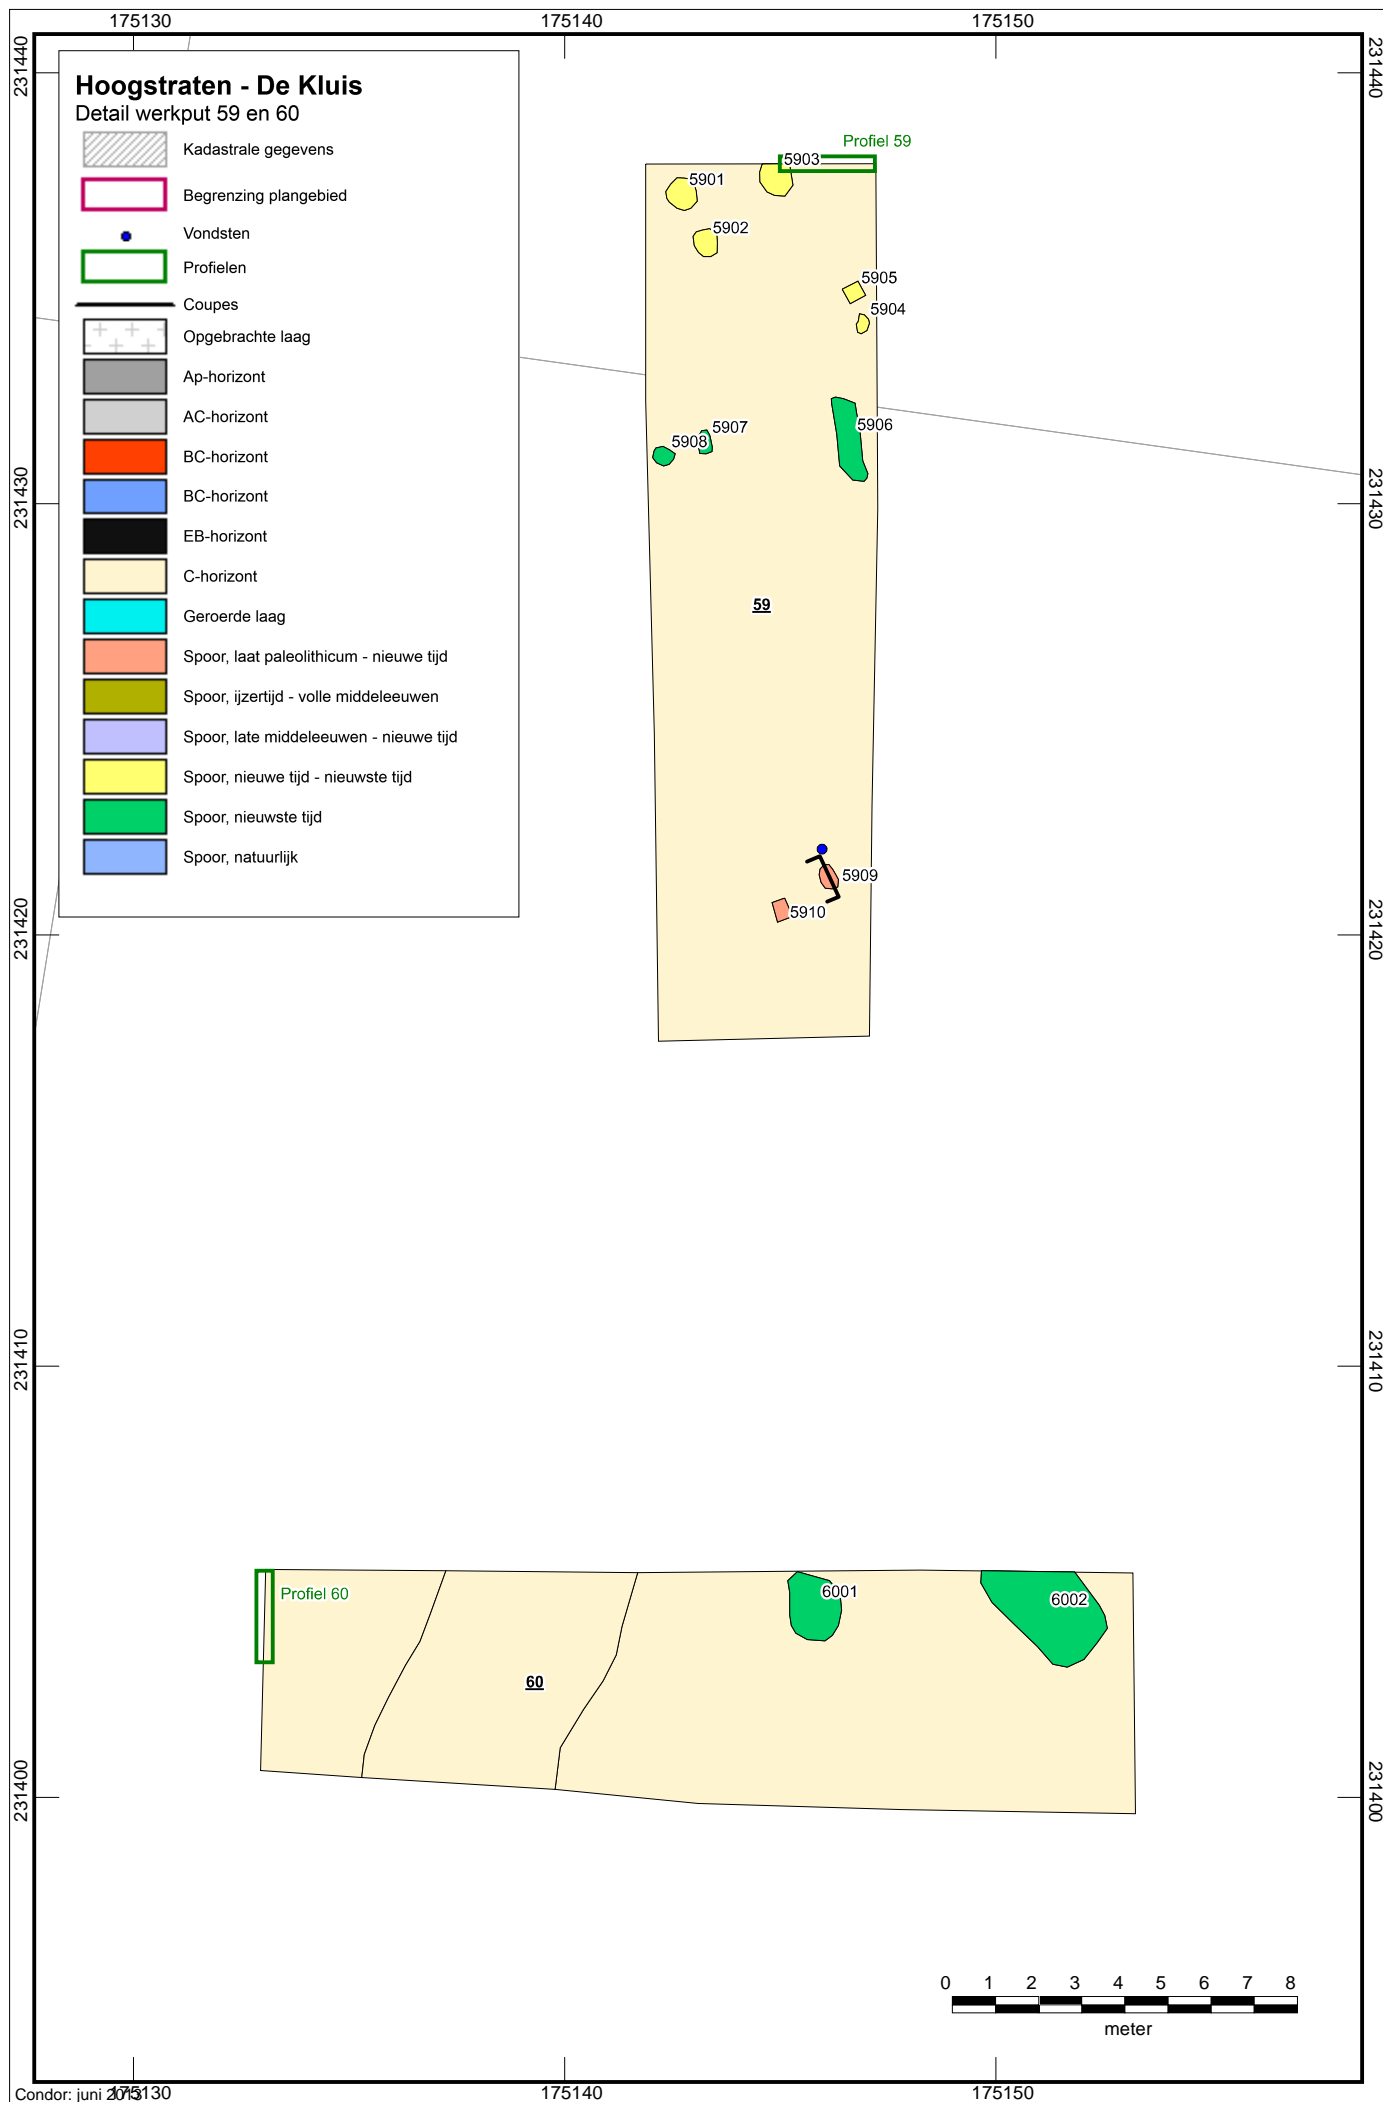 175130 175140 175150
231440 231440
Hoogstraten - De Kluis
Detail werkput 59 en 60
Kadastrale gegevens
Begrenzing plangebied
Vondsten
Profielen
Coupes
Opgebrachte laag
Ap-horizont
AC-horizont
BC-horizont
BC-horizont
EB-horizont
C-horizont
Geroerde laag
Spoor, laat paleolithicum - nieuwe tijd
Spoor, ijzertijd - volle middeleeuwen
Spoor, late middeleeuwen - nieuwe tijd
Spoor, nieuwe tijd - nieuwste tijd
Spoor, nieuwste tijd
Spoor, natuurlijk
Profiel 59
5903
5901
5902
5905
5904
5906
5907
5908
231430 231430
59
5909
5910
231420 231420
231410 231410
6001
Profiel 60
6002
60
231400 231400
0 1 2 3 4 5 6 7 8
meter
175130 175140 175150
Condor: juni 2013